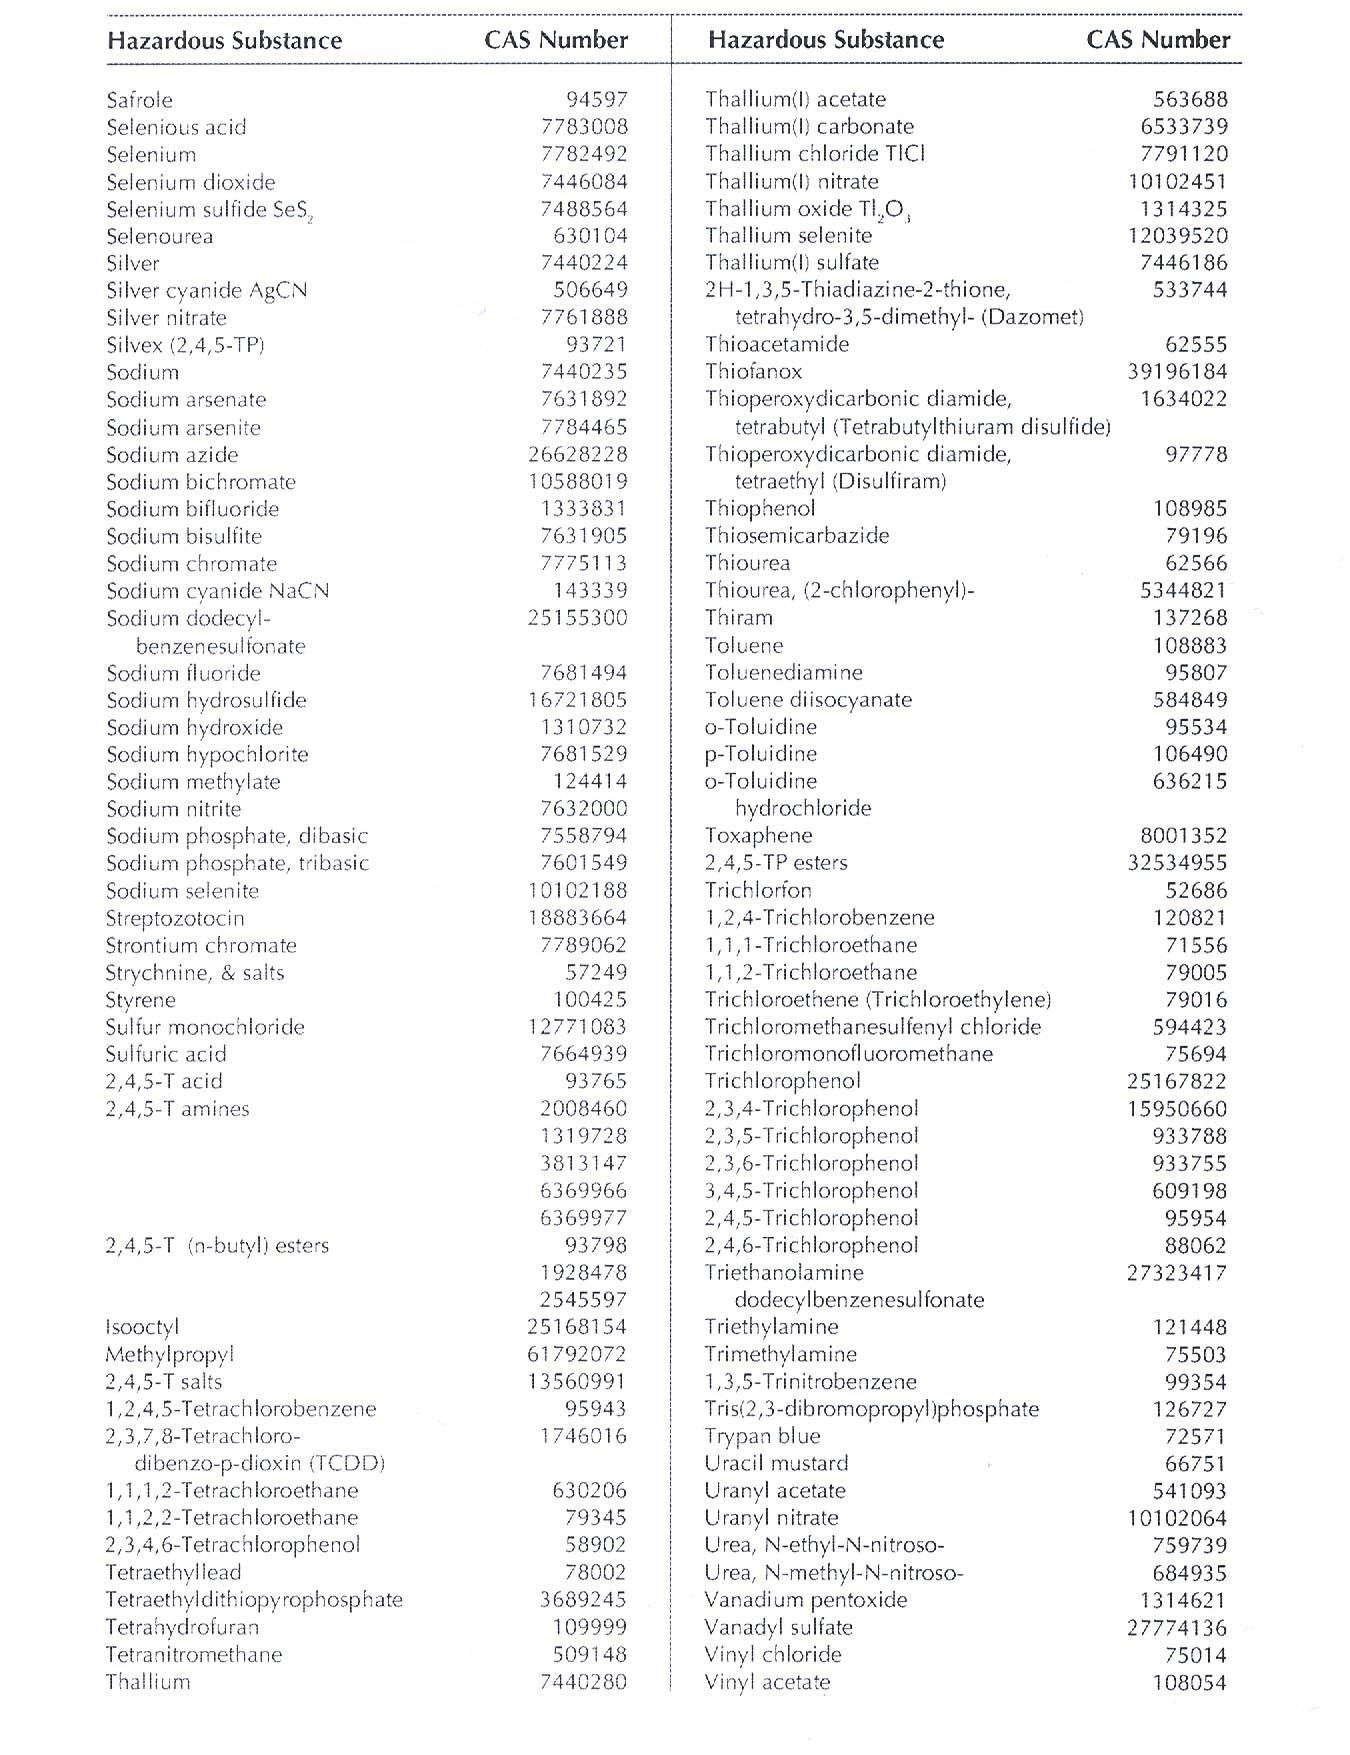 Hazardous Substance CAS Number
Safrole 94597
Selenious acid 7783008
Selenium 7782492
Selenium dioxide 7446084
Selenium sulfide SeS2 7488564
Selenourea 630104
Silver 7440224
Silver cyanide AgCN 506649
Silver nitrate 7761888
Silvex (2,4,5-TP) 93721
Sodium 7440235
Sodium arsenate 7631892
Sodium arsenite 7784465
Sodium azide 26628228
Sodium bichromate 10588019
Sodium bifluoride 1333831
Sodium bisulfite 7631905
Sodium chromate 7775113
Sodium cyanide NaCN 143339
Sodium dodecyl- 25155300
benzenesulfonate
Sodium fluoride 7681494
Sodium hydrosulfide 16721805
Sodium hydroxide 1310732
Sodium hypochlorite 7681529
Sodium methylate 124414
Sodium nitrite 7632000
Sodium phosphate, dibasic 7558794
Sodium phosphate, tribasic 7601549
Sodium selenite 10102188
Streptozotocin 18883664
Strontium chromate 7789062
Strychnine, & salts 57249
Styrene 100425
Sulfur monochloride 12771083
Sulfuric acid 7664939
2,4,5-T acid 93765
2,4,5-T amines 2008460
1319728
3813147
6369966
6369977
2,4,5-T (n-butyl) esters 93798
1928478
2545597
Isooctyl 25168154
Methylpropyl 61792072
2,4,5-T salts 13560991
1,2,4,5-Tetrachlorobenzene 95943
2,3,7,8-Tetrachloro- 1746016
dibenzo-p-dioxin (TCDD)
1,1,1,2-Tetrachloroethane 630206
1,1,2,2-Tetrachloroethane 79345
2,3,4,6-Tetrachlorophenol 58902
Tetraethyllead 78002
Tetraethyldithiopyrophosphate 3689245
Tetrahydrofuran 109999
Tetranitromethane 509148
Thallium 7440280
Hazardous Substance CAS Number
Thallium(I) acetate 563688
Thallium(I) carbonate 6533739
Thallium chloride TlCl 7791120
Thallium(I) nitrate 10102451
Thallium oxide Tl2O3 1314325
Thallium selenite 12039520
Thallium(I) sulfate 7446186
2H-1,3,5-Thiadiazine-2-thione, 533744
tetrahydro-3,5-dimethyl- (Dazomet)
Thioacetamide 62555
Thiofanox 39196184
Thioperoxydicarbonic diamide, 1634022
tetrabutyl (Tetrabutylthiuram disulfide)
Thioperoxydicarbonic diamide, 97778
tetraethyl (Disulfiram)
Thiophenol 108985
Thiosemicarbazide 79196
Thiourea 62566
Thiourea, (2-chlorophenyl)- 5344821
Thiram 137268
Toluene 108883
Toluenediamine 95807
Toluene diisocyanate 584849
o-Toluidine 95534
p-Toluidine 106490
o-Toluidine 636215
hydrochloride
Toxaphene 8001352
2,4,5-TP esters 32534955
Trichlorfon 52686
1,2,4-Trichlorobenzene 120821
1,1,1-Trichloroethane 71556
1,1,2-Trichloroethane 79005
Trichloroethene (Trichloroethylene) 79016
Trichloromethanesulfenyl chloride 594423
Trichloromonofluoromethane 75694
Trichlorophenol 25167822
2,3,4-Trichlorophenol 15950660
2,3,5-Trichlorophenol 933788
2,3,6-Trichlorophenol 933755
3,4,5-Trichlorophenol 609198
2,4,5-Trichlorophenol 95954
2,4,6-Trichlorophenol 88062
Triethanolamine 27323417
dodecylbenzenesulfonate
Triethylamine 121448
Trimethylamine 75503
1,3,5-Trinitrobenzene 99354
Tris(2,3-dibromopropyl)phosphate 126727
Trypan blue 72571
Uracil mustard 66751
Uranyl acetate 541093
Uranyl nitrate 10102064
Urea, N-ethyl-N-nitroso- 759739
Urea, N-methyl-N-nitroso- 684935
Vanadium pentoxide 1314621
Vanadyl sulfate 27774136
Vinyl chloride 75014
Vinyl acetate 108054